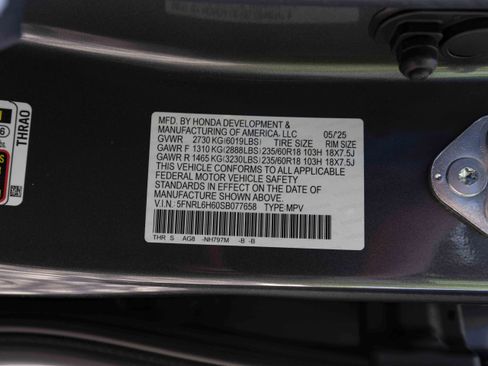 MFD. BY HONDA DEVELOPMENT &
MANUFACTURING OF AMERICA, LLC 05/25
GVWR 2730 KG(6019LBS) TIRE SIZE RIM SIZE
GAWR F 1310 KG(2888LBS) 235/60R18 103H 18X7.5J
GAWR R 1465 KG(3230LBS) 235/60R18 103H 18X7.5J
THIS VEHICLE CONFORMS TO ALL APPLICABLE
FEDERAL MOTOR VEHICLE SAFETY
STANDARDS IN EFFECT ON THE DATE OF
MANUFACTURE SHOWN ABOVE.
V.I.N.: 5FNRL6H60SB077658 TYPE:MPV
THR S AG8 -NH797M -B -B
THRA0